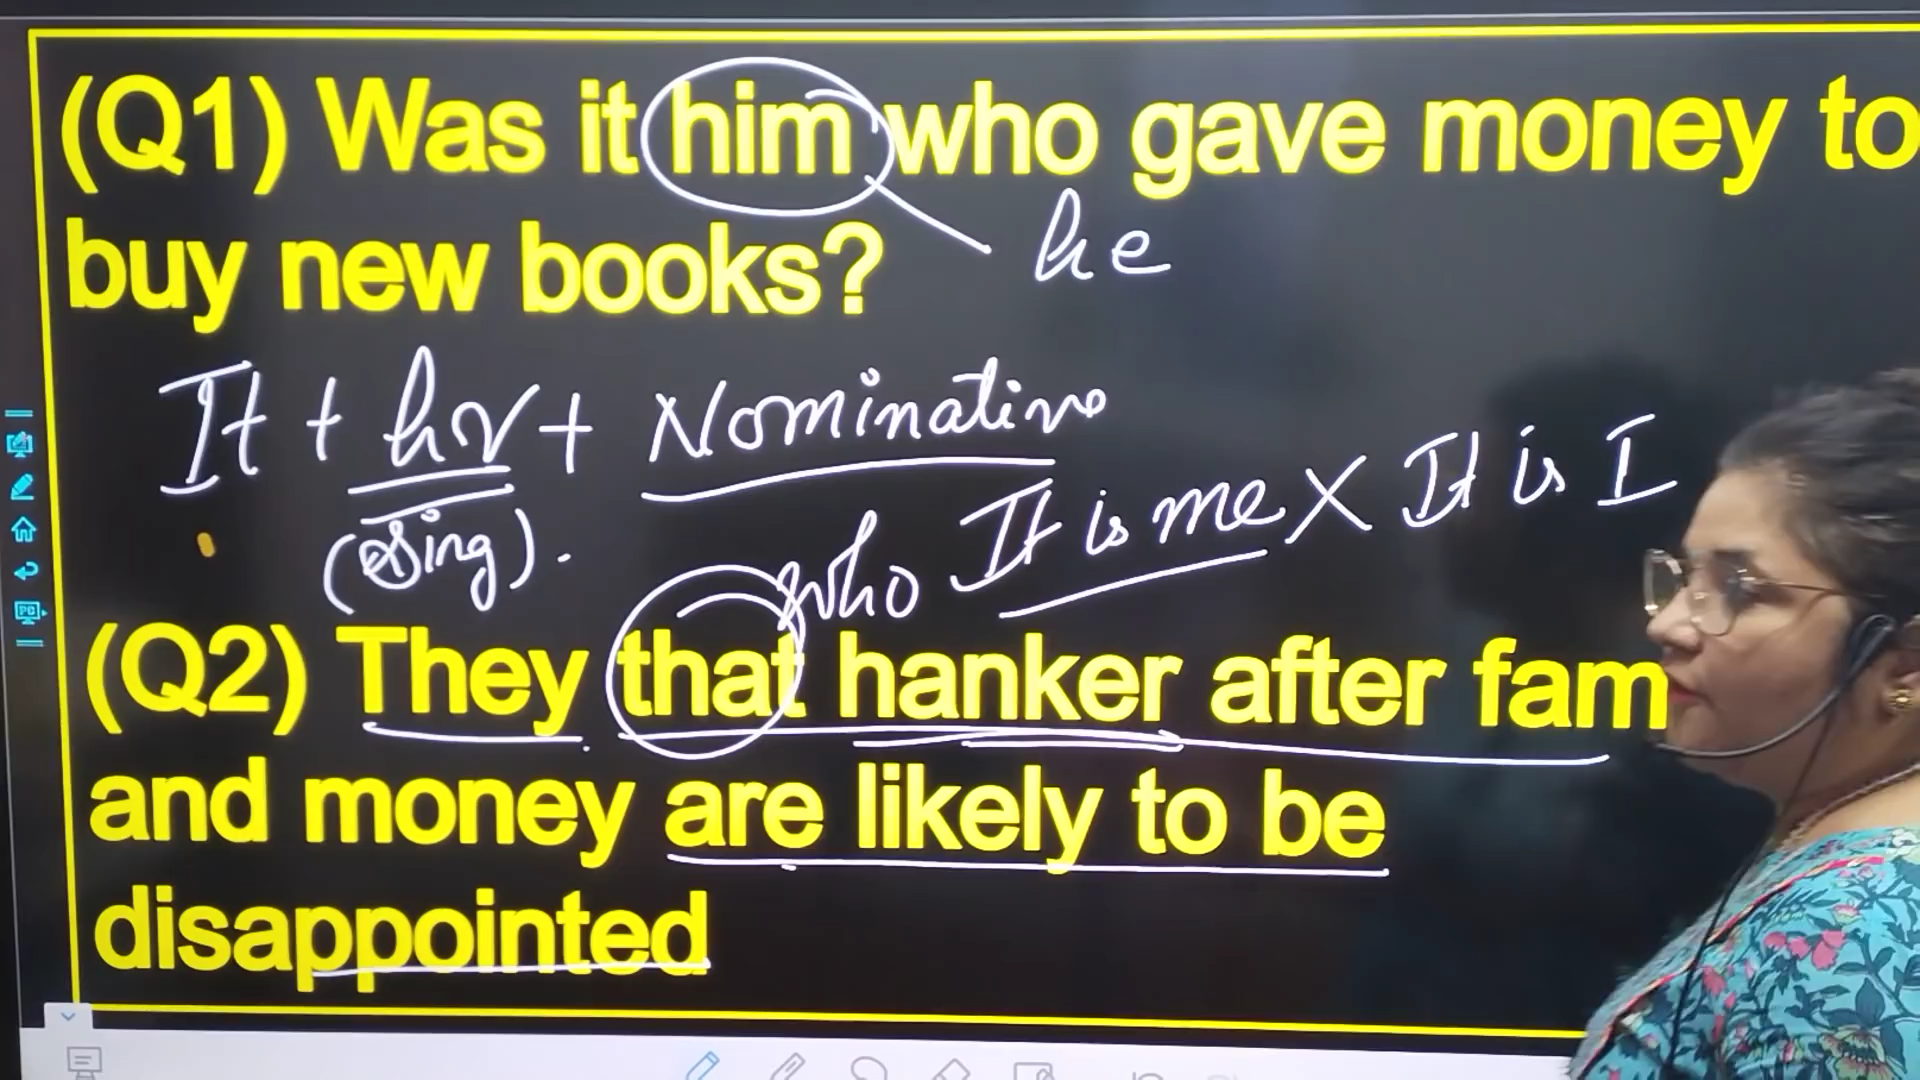 (Q1) Was it him who gave money to
he
buy new books?
It + hv + Nominative
(sing).
who It is me X It is I
(Q2) They that hanker after fam
and money are likely to be
disappointed